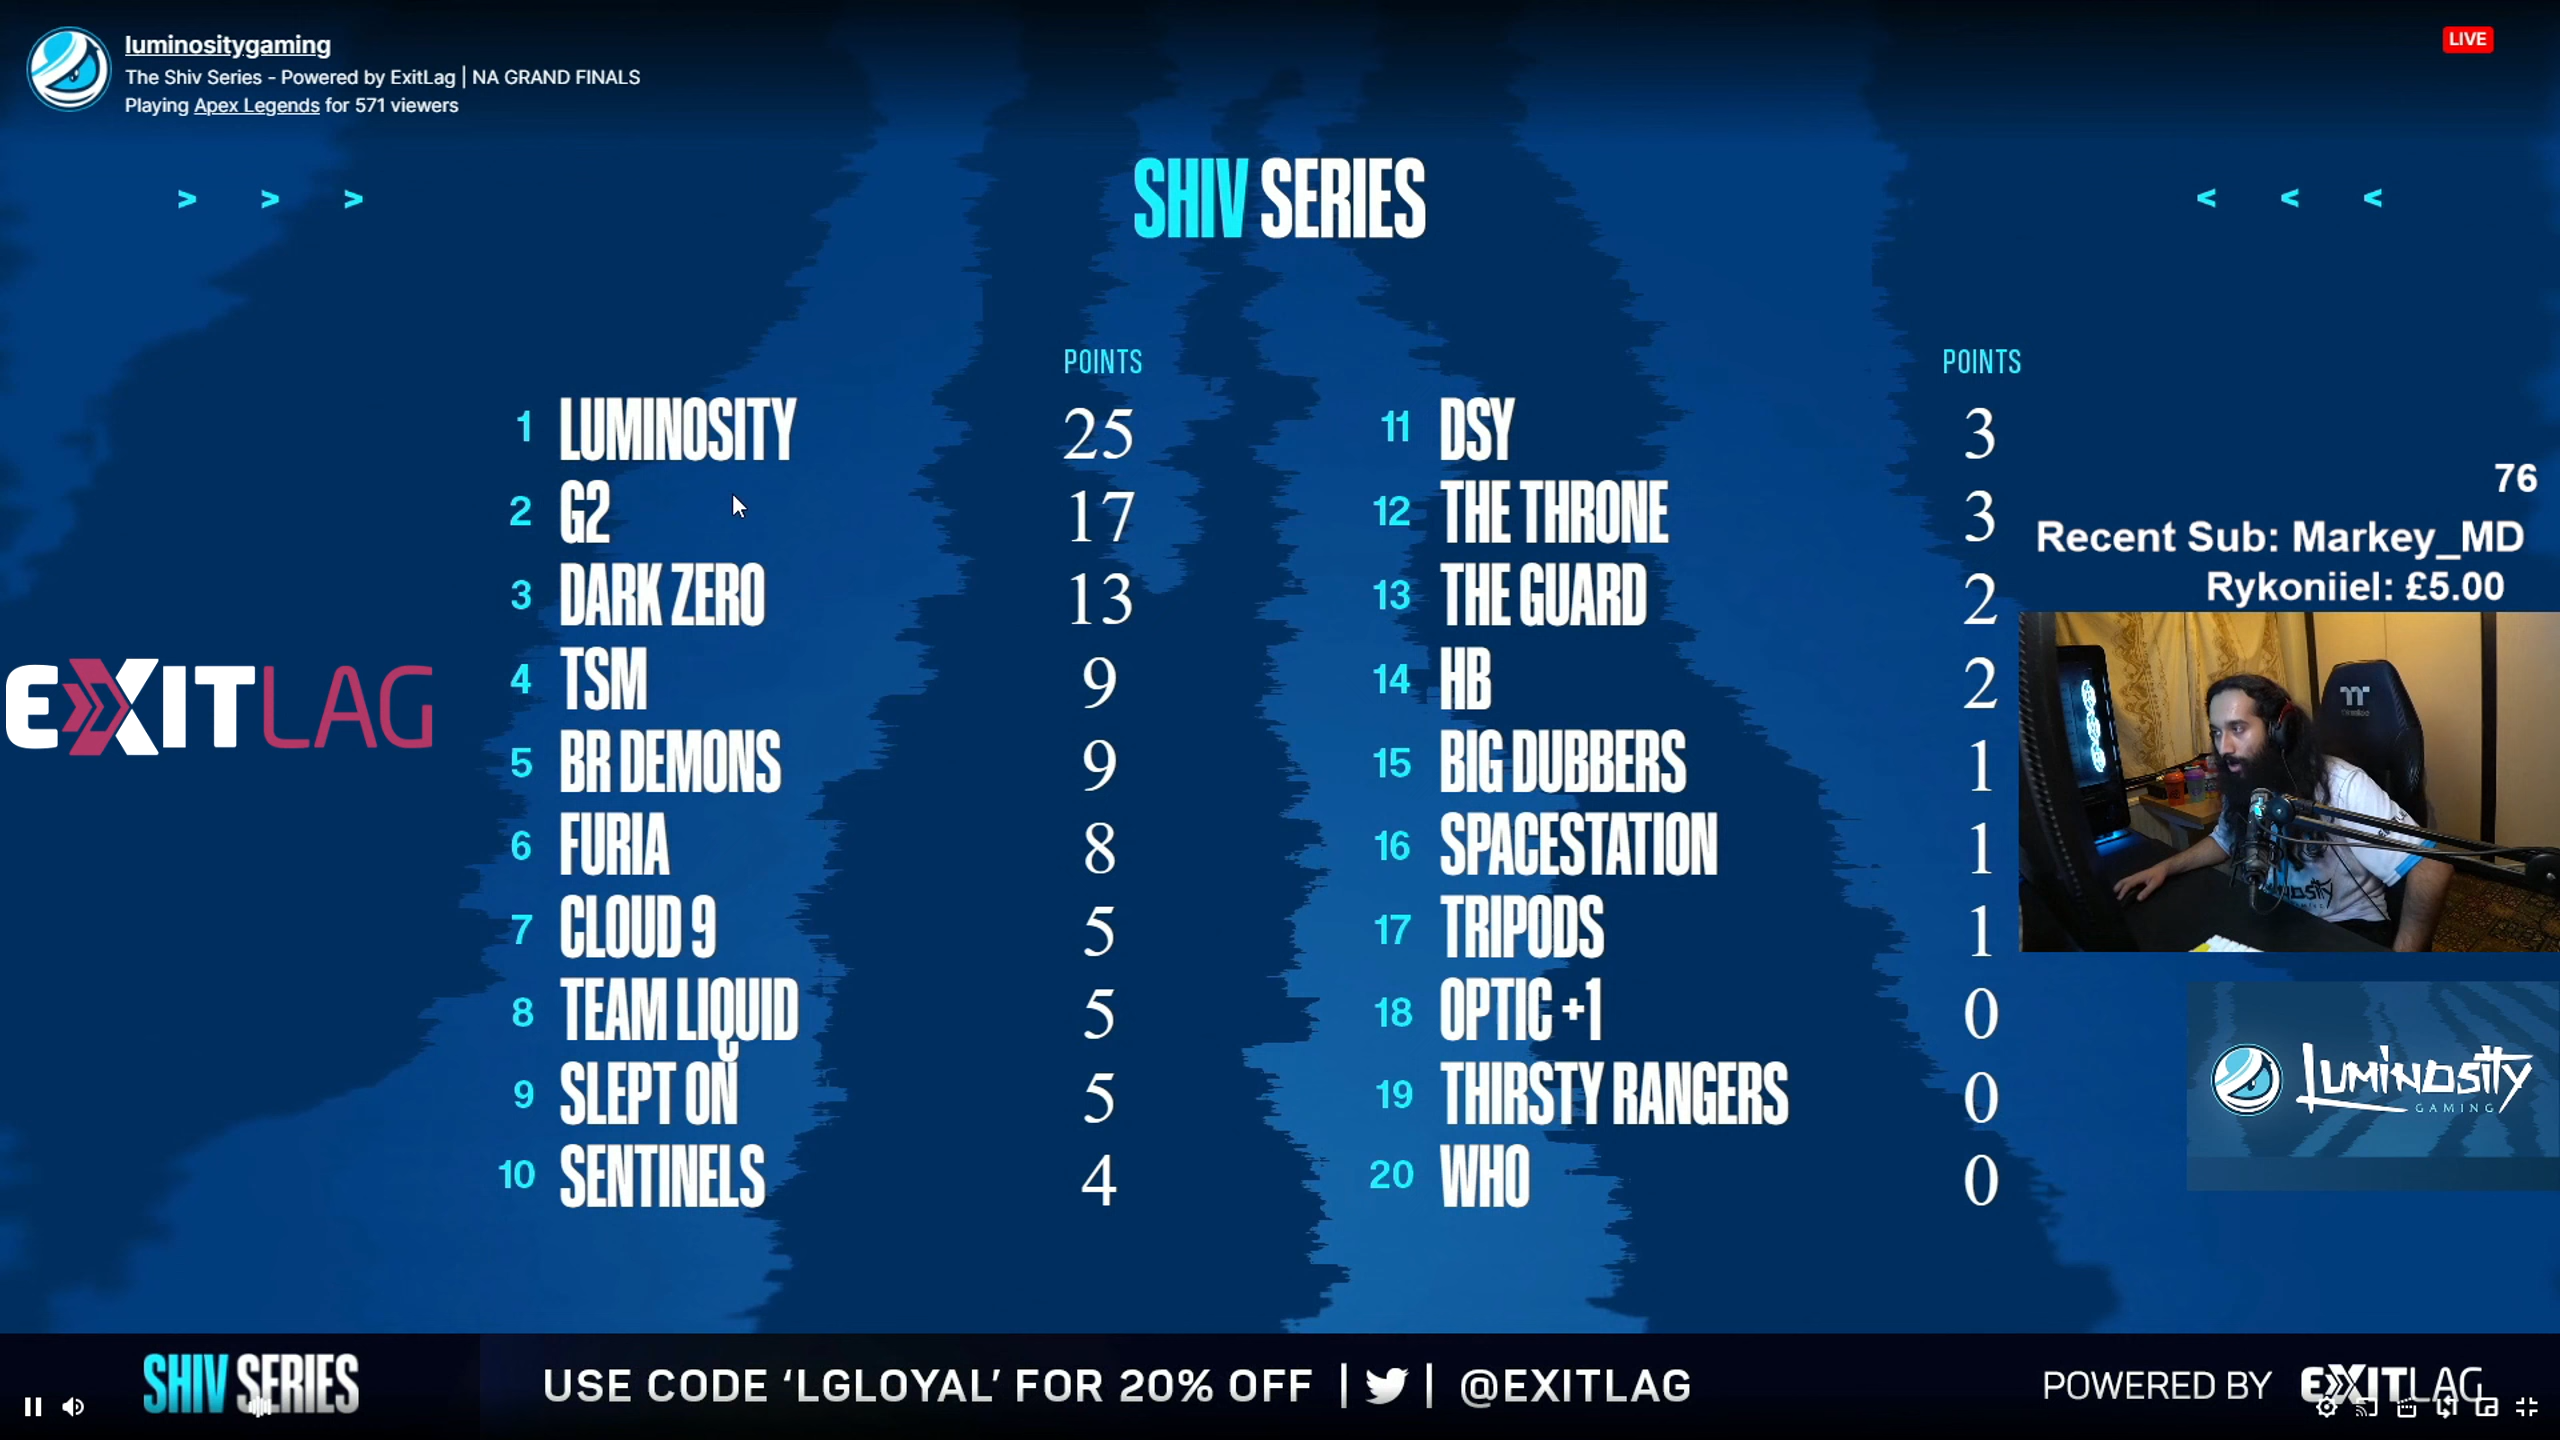 luminositygaming
The Shiv Series - Powered by ExitLag | NA GRAND FINALS
Playing Apex Legends for 571 viewers
LIVE
> > >
SHIV SERIES
< < <
POINTS
1 LUMINOSITY 25
2 G2 17
3 DARK ZERO 13
4 TSM 9
5 BR DEMONS 9
6 FURIA 8
7 CLOUD 9 5
8 TEAM LIQUID 5
9 SLEPT ON 5
10 SENTINELS 4
POINTS
11 DSY 3
12 THE THRONE 3
13 THE GUARD 2
14 HB 2
15 BIG DUBBERS 1
16 SPACESTATION 1
17 TRIPODS 1
18 OPTIC +1 0
19 THIRSTY RANGERS 0
20 WHO 0
EXITLAG
76
Recent Sub: Markey_MD
Rykoniiel: £5.00
LUMINOSITY
GAMING
SHIV SERIES
USE CODE ‘LGLOYAL’ FOR 20% OFF | | @EXITLAG
POWERED BY EXITLAG